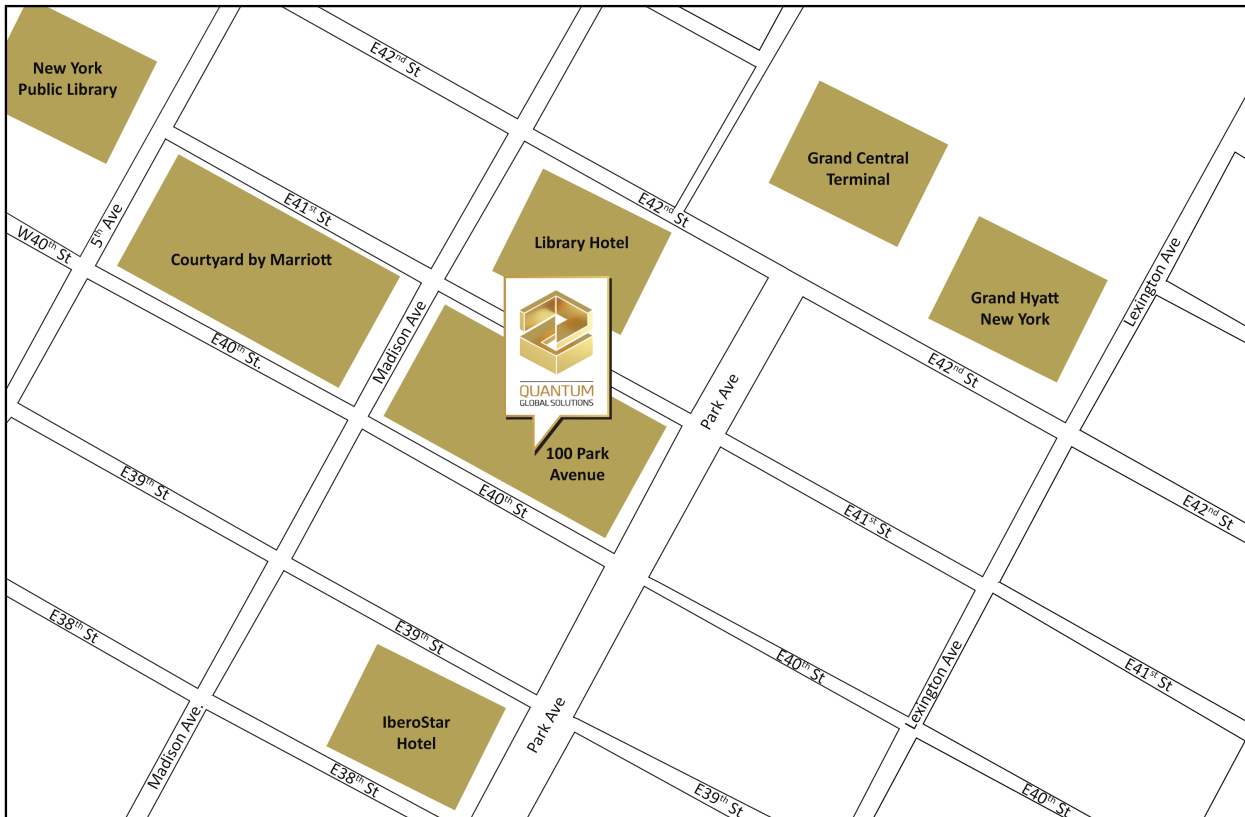 E42nd St
New York
Public Library
Grand Central
Terminal
E41st St
E42nd St
5th Ave
W40th St
Library Hotel
Courtyard by Marriott
Lexington Ave
Grand Hyatt
New York
E40th St.
Madison Ave
QUANTUM
GLOBAL SOLUTIONS
E42nd St
Park Ave
100 Park
Avenue
E39th St
E40th St
E41st St
E42nd St
E38th St
E39th St
E40th St
E41st St
Lexington Ave
IberoStar
Hotel
Park Ave
Madison Ave.
E38th St
E39th St
E40th St